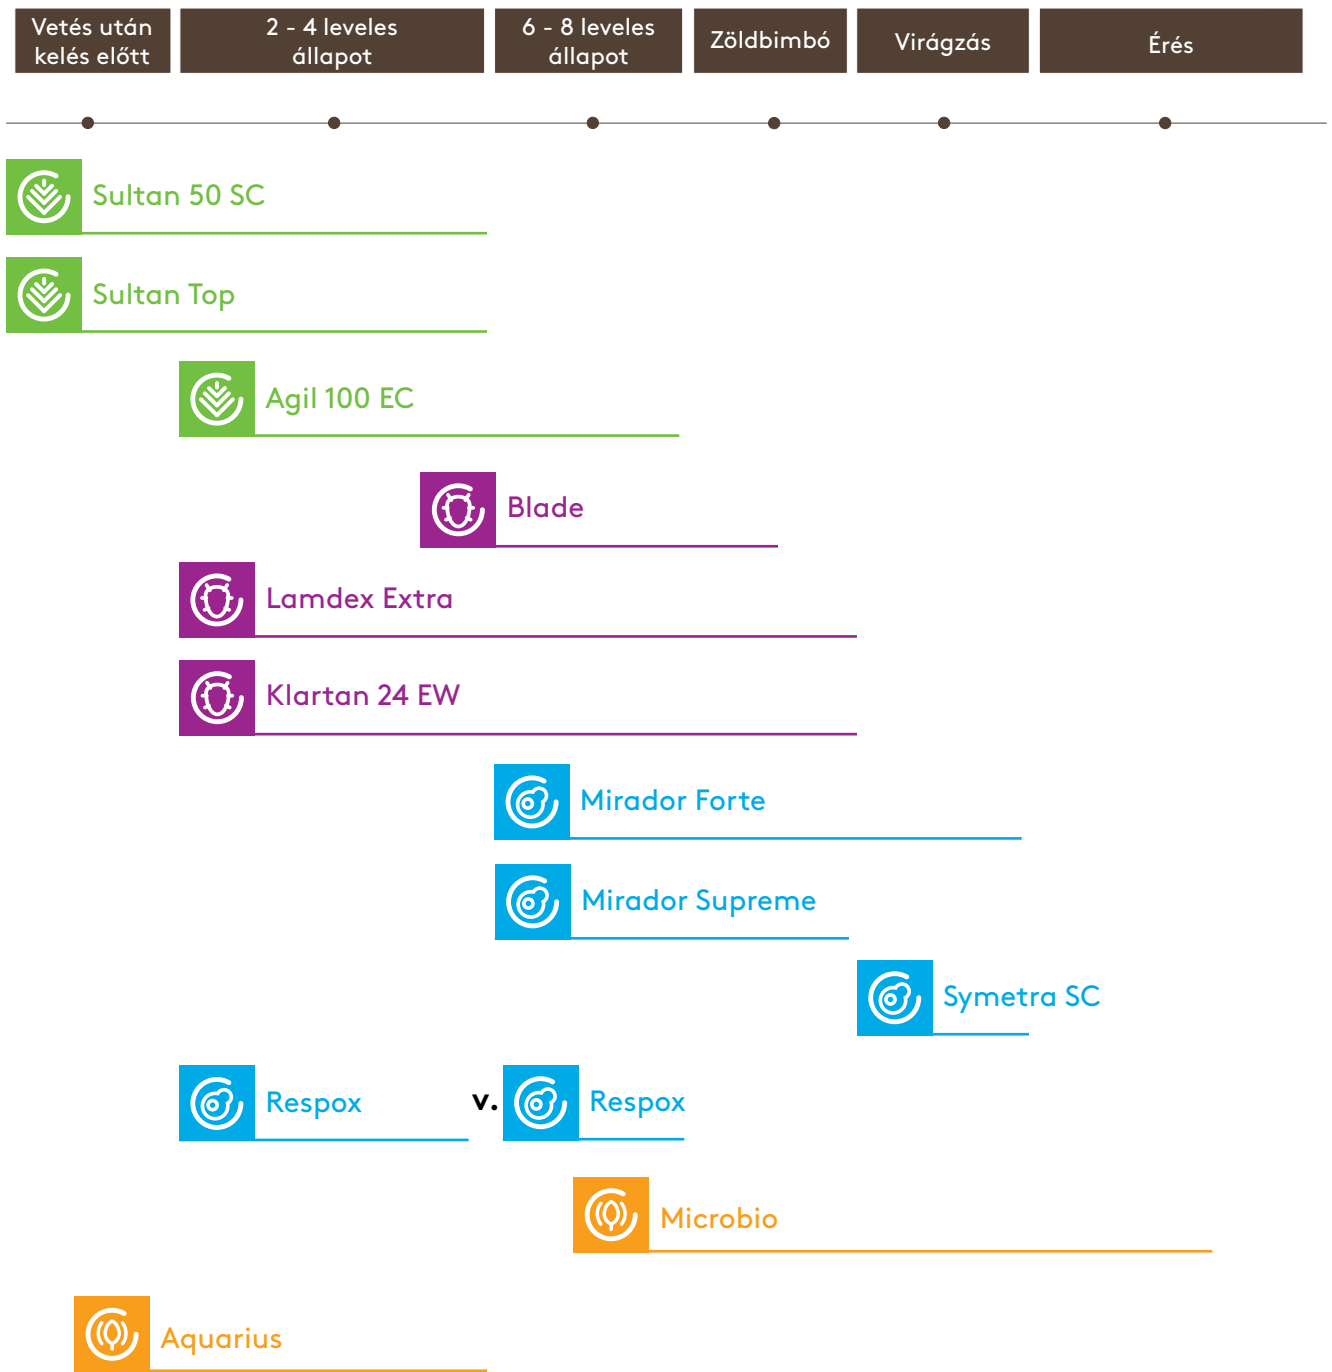 Vetés után
kelés előtt
2 - 4 leveles
állapot
6 - 8 leveles
állapot
Zöldbimbó
Virágzás
Érés
Sultan 50 SC
Sultan Top
Agil 100 EC
Blade
Lamdex Extra
Klartan 24 EW
Mirador Forte
Mirador Supreme
Symetra SC
Respox v. Respox
Microbio
Aquarius